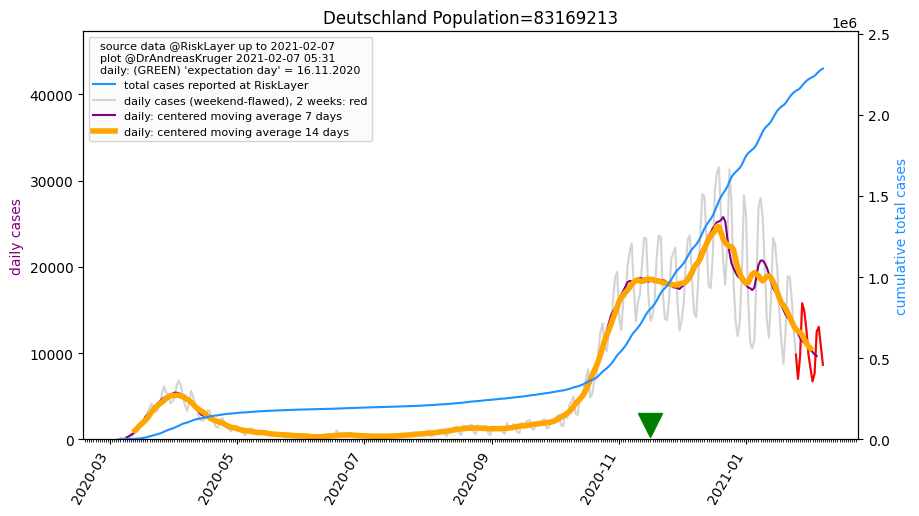 Deutschland Population=83169213
1e6
source data @RiskLayer up to 2021-02-07
plot @DrAndreasKruger 2021-02-07 05:31
daily: (GREEN) 'expectation day' = 16.11.2020
total cases reported at RiskLayer
daily cases (weekend-flawed), 2 weeks: red
daily: centered moving average 7 days
daily: centered moving average 14 days
daily cases
40000
30000
20000
10000
0
2.5
2.0
1.5
1.0
0.5
0.0
cumulative total cases
2020-03
2020-05
2020-07
2020-09
2020-11
2021-01